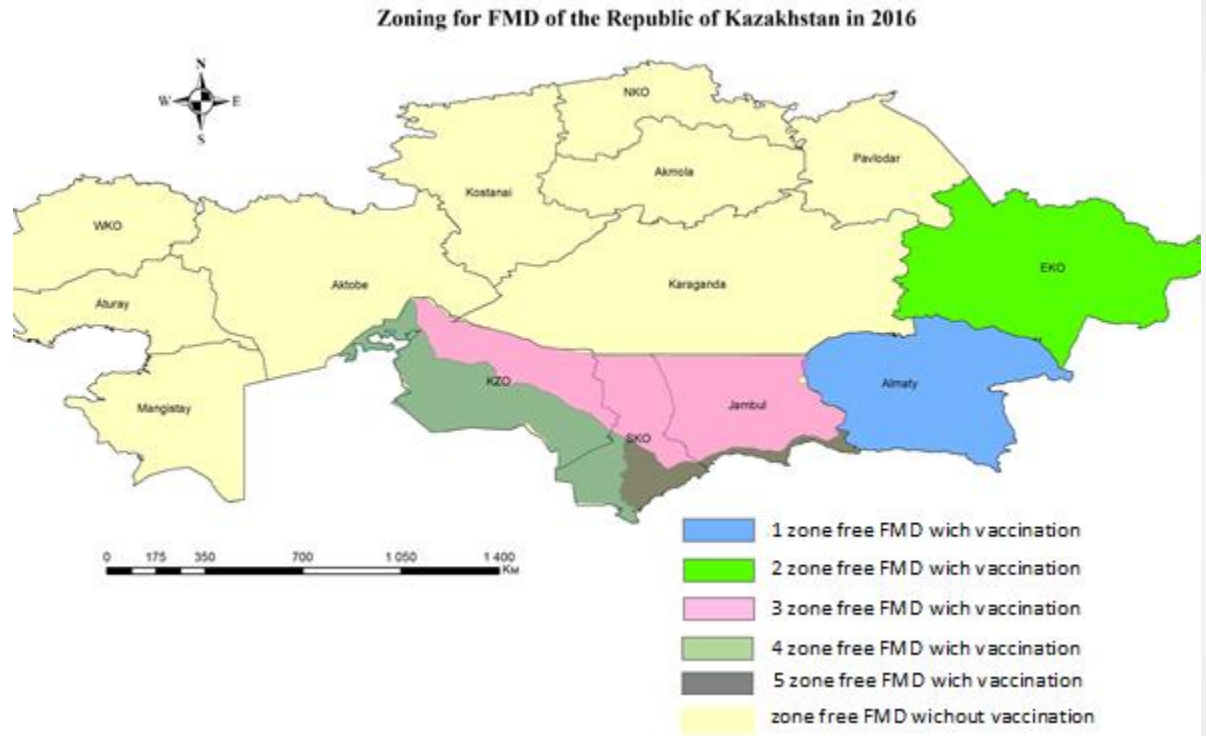 Zoning for FMD of the Republic of Kazakhstan in 2016
N
W E
S
NKO
Pavlodar
Akmola
Kostanai
WKO
EKO
Aktobe
Karaganda
Aturay
KZO
Almaty
Mangistay
Jambul
SKO
1 zone free FMD wich vaccination
0 175 350 700 1 050 1 400
Км
2 zone free FMD wich vaccination
3 zone free FMD wich vaccination
4 zone free FMD wich vaccination
5 zone free FMD wich vaccination
zone free FMD wichout vaccination